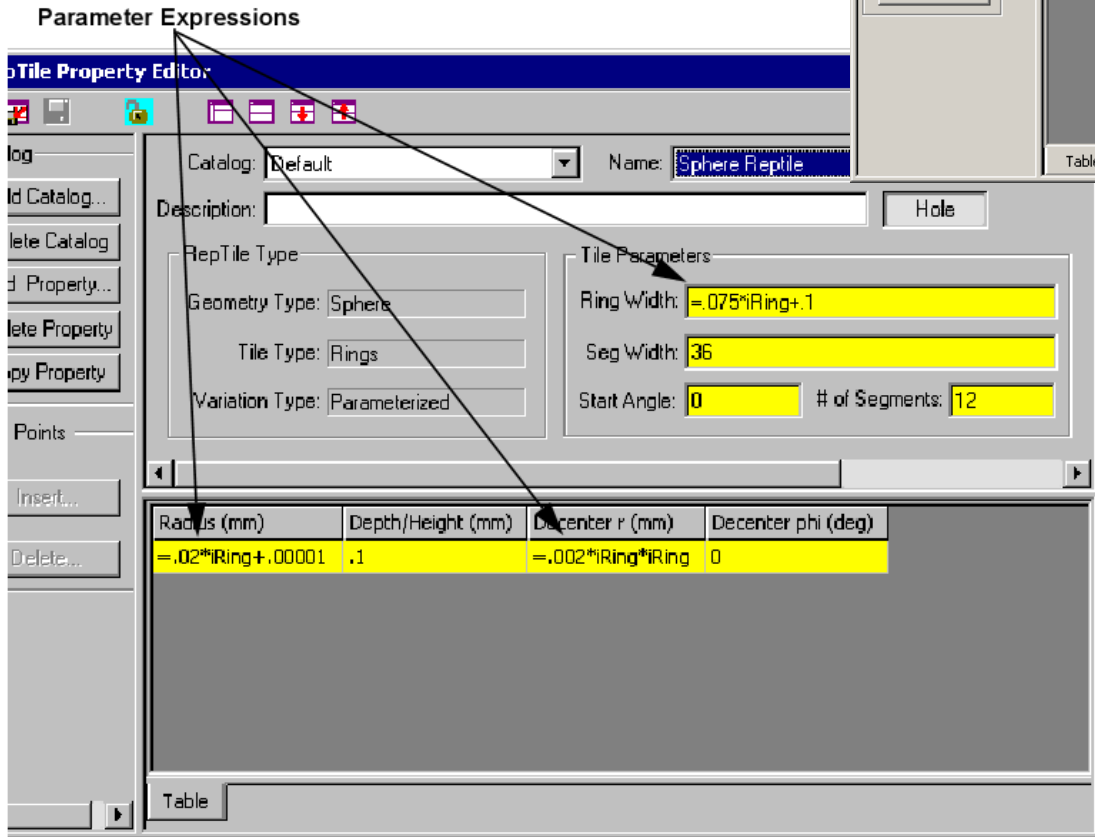 Parameter Expressions
pTile Property Editor
log
Catalog: Default
Name: Sphere Reptile
Table
ld Catalog...
Description:
Hole
lete Catalog
RepTile Type
Tile Parameters
d Property...
Geometry Type: Sphere
Ring Width: =.075*iRing+.1
lete Property
Tile Type: Rings
Seg Width: 36
py Property
Variation Type: Parameterized
Start Angle: 0
# of Segments: 12
Points
Insert...
Delete...
Radius (mm) Depth/Height (mm) Decenter r (mm) Decenter phi (deg)
=.02*iRing+.00001 .1 =.002*iRing*iRing 0
Table